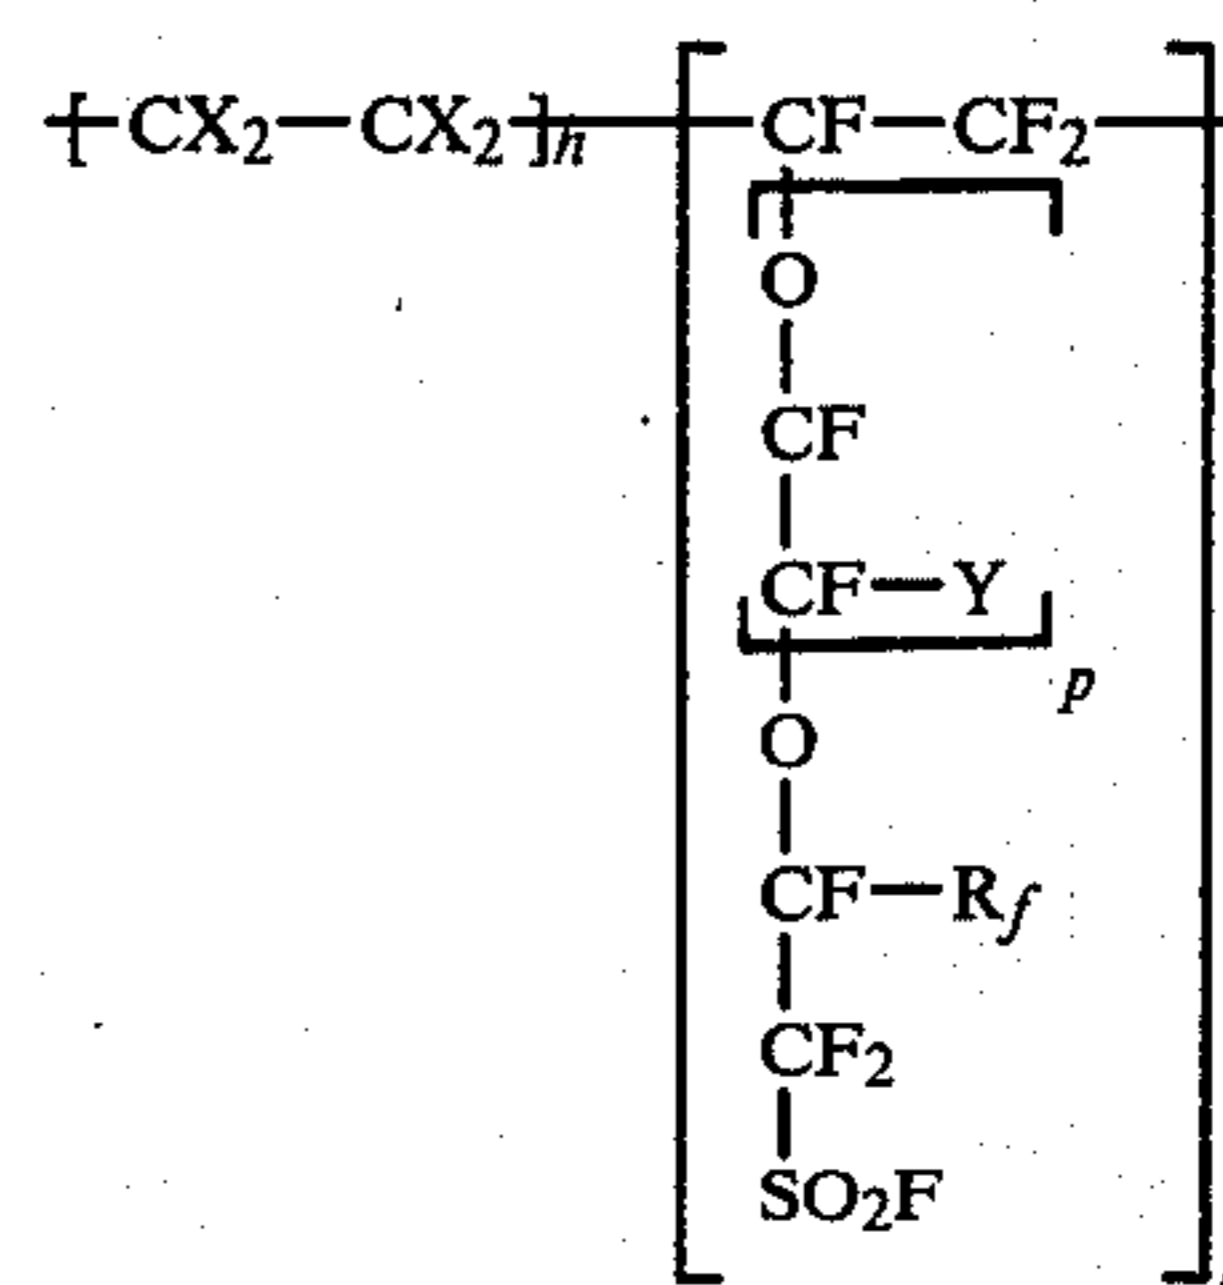 [CX₂—CX₂]h—[CF—CF₂—]
O
CF
CF—Y
p
O
CF—Rf
CF₂
SO₂F